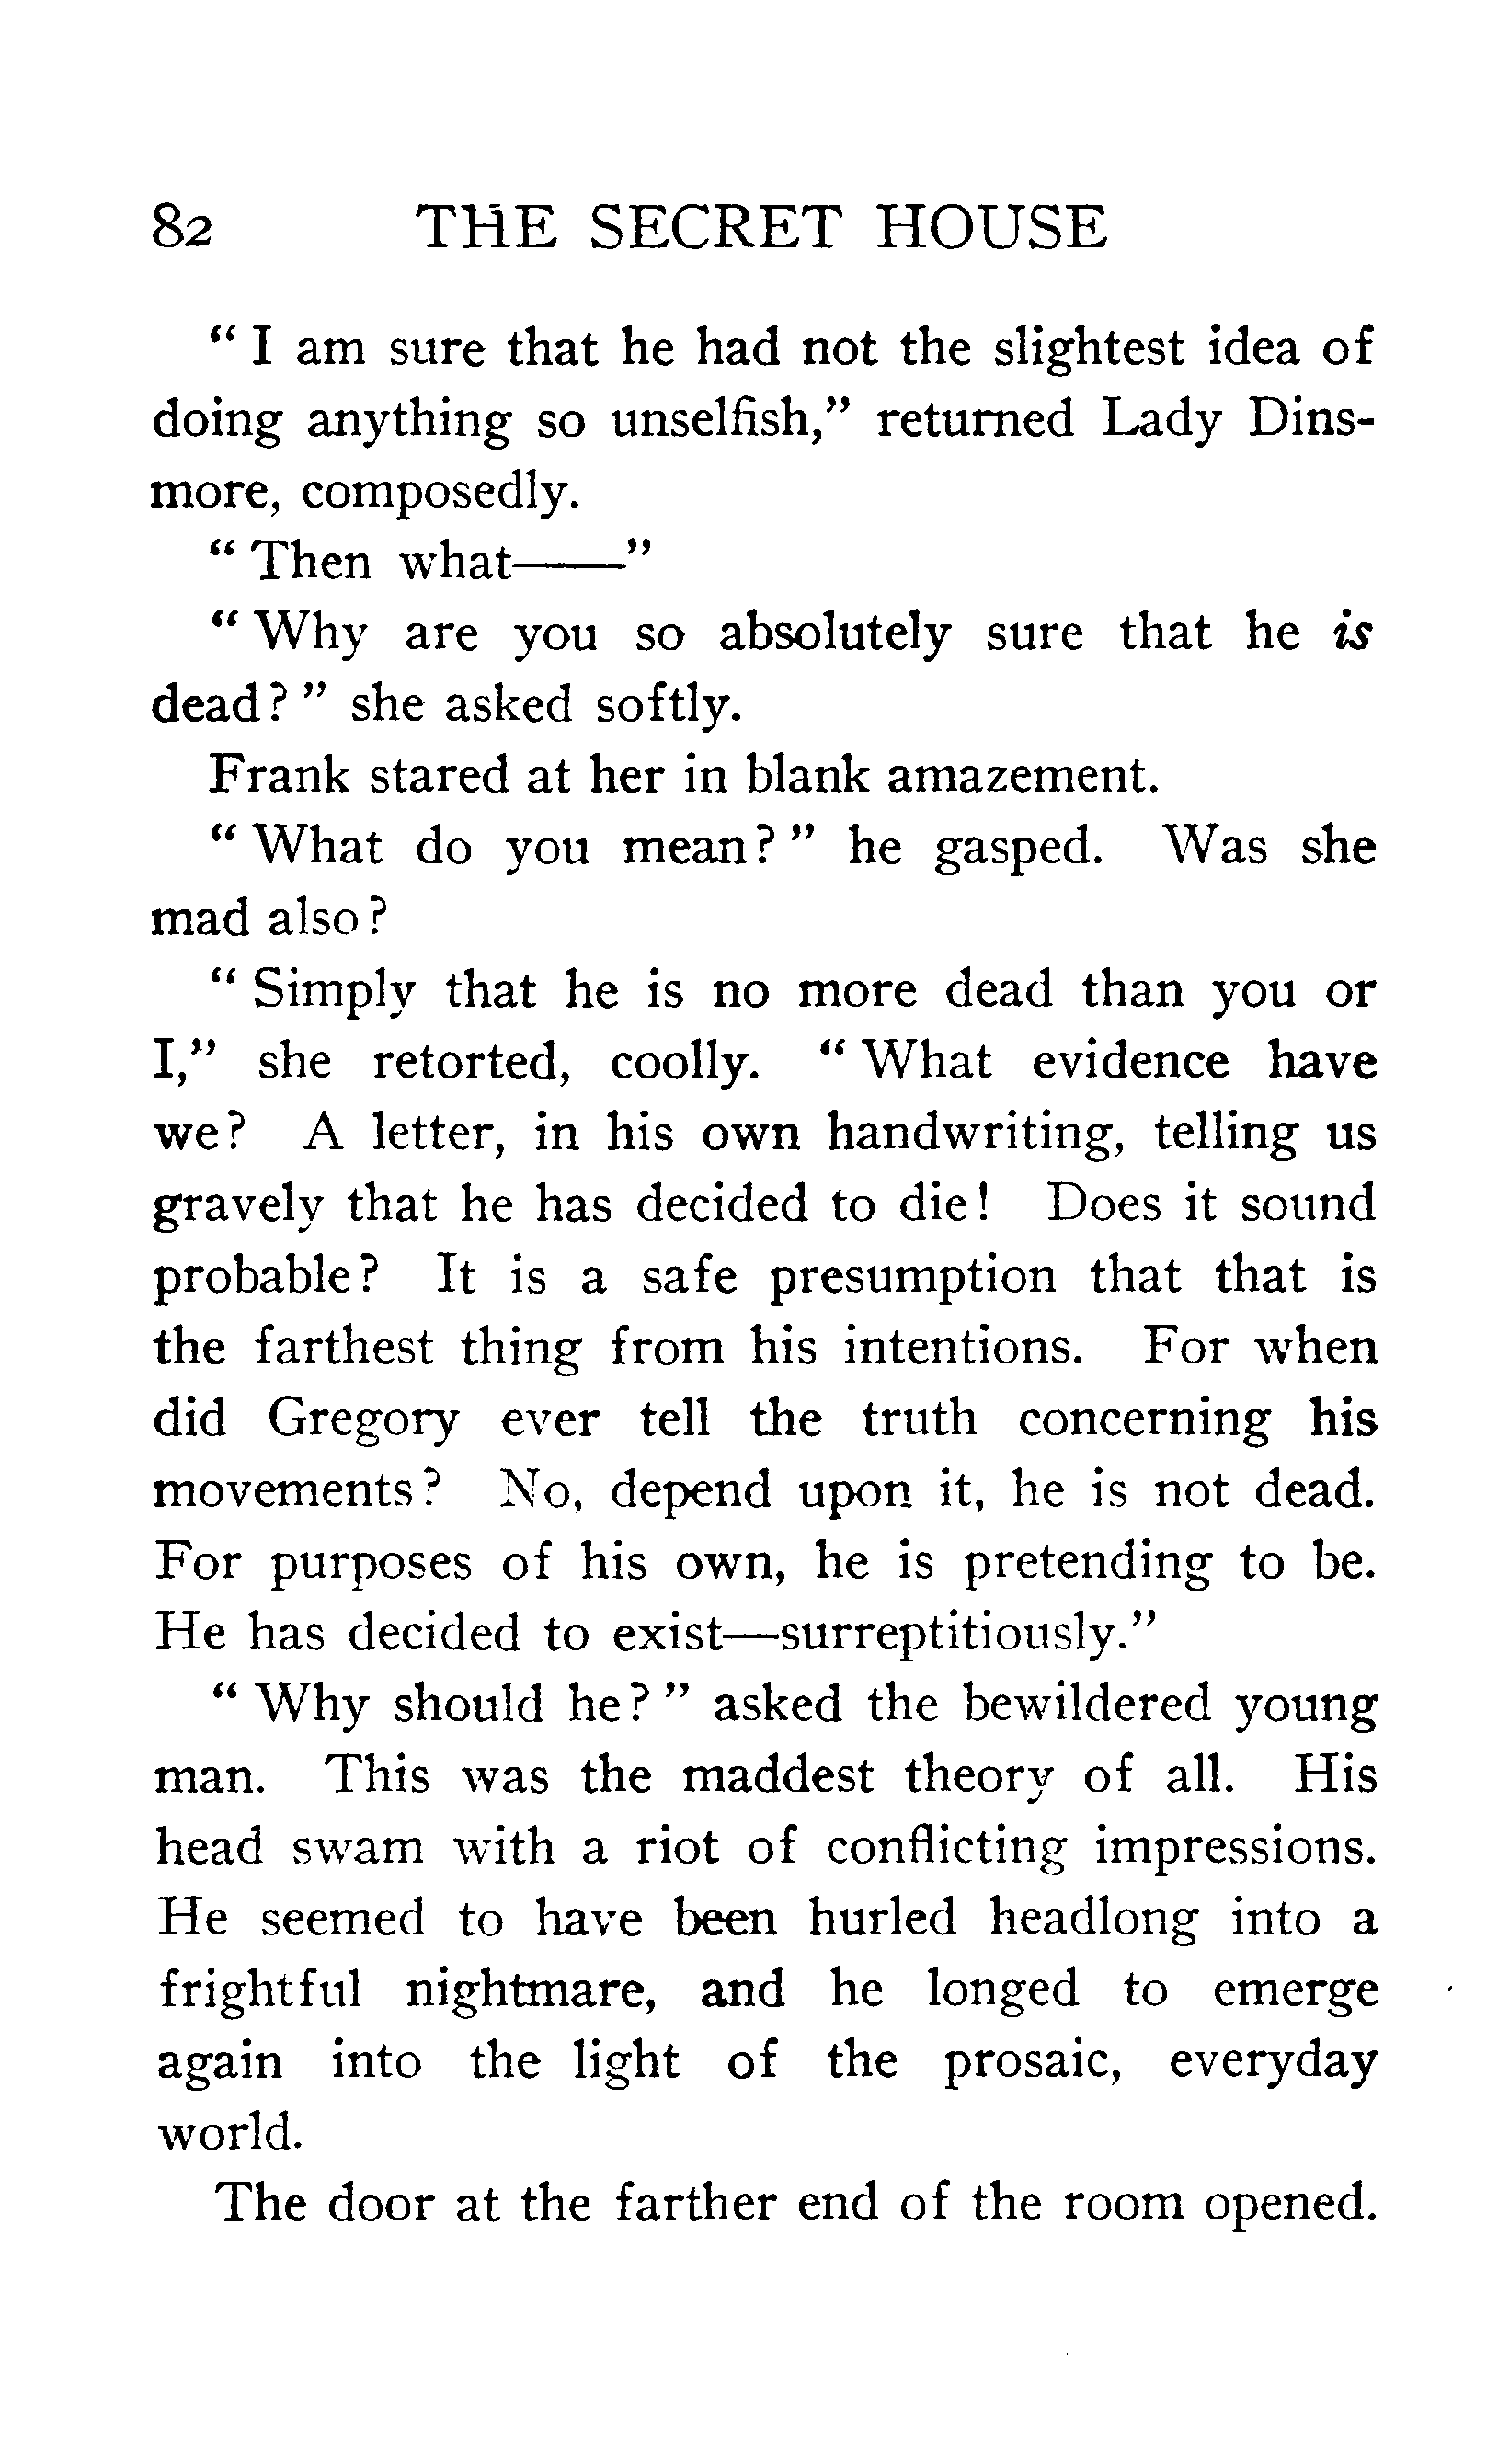 82 THE SECRET HOUSE
“ I am sure that he had not the slightest idea of
doing anything so unselfish,” returned Lady Dins-
more, composedly.
“ Then what——”
“ Why are you so absolutely sure that he is
dead? ” she asked softly.
Frank stared at her in blank amazement.
“ What do you mean? ” he gasped. Was she
mad also?
“ Simply that he is no more dead than you or
I,” she retorted, coolly. “ What evidence have
we? A letter, in his own handwriting, telling us
gravely that he has decided to die! Does it sound
probable? It is a safe presumption that that is
the farthest thing from his intentions. For when
did Gregory ever tell the truth concerning his
movements? No, depend upon it, he is not dead.
For purposes of his own, he is pretending to be.
He has decided to exist—surreptitiously.”
“ Why should he? ” asked the bewildered young
man. This was the maddest theory of all. His
head swam with a riot of conflicting impressions.
He seemed to have been hurled headlong into a
frightful nightmare, and he longed to emerge
again into the light of the prosaic, everyday
world.
The door at the farther end of the room opened.